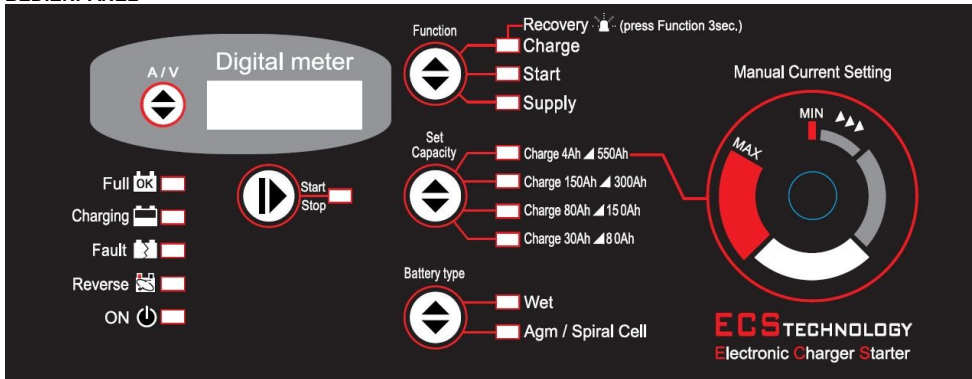 Digital meter
A / V
Full OK
Charging
Fault
Reverse
ON
Start
Stop
Function
Recovery (press Function 3sec.)
Charge
Start
Supply
Set
Capacity
Charge 4Ah 550Ah
Charge 150Ah 300Ah
Charge 80Ah 150Ah
Charge 30Ah 80Ah
Battery type
Wet
Agm / Spiral Cell
Manual Current Setting
MIN
MAX
ECS TECHNOLOGY
Electronic Charger Starter